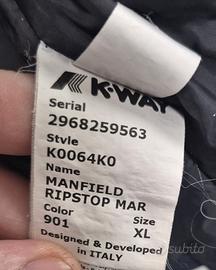 K-WAY
Serial
2968259563
Style
K0064K0
Name
MANFIELD
RIPSTOP MAR
Color Size
901 XL
Designed & Developed
in ITALY
subito